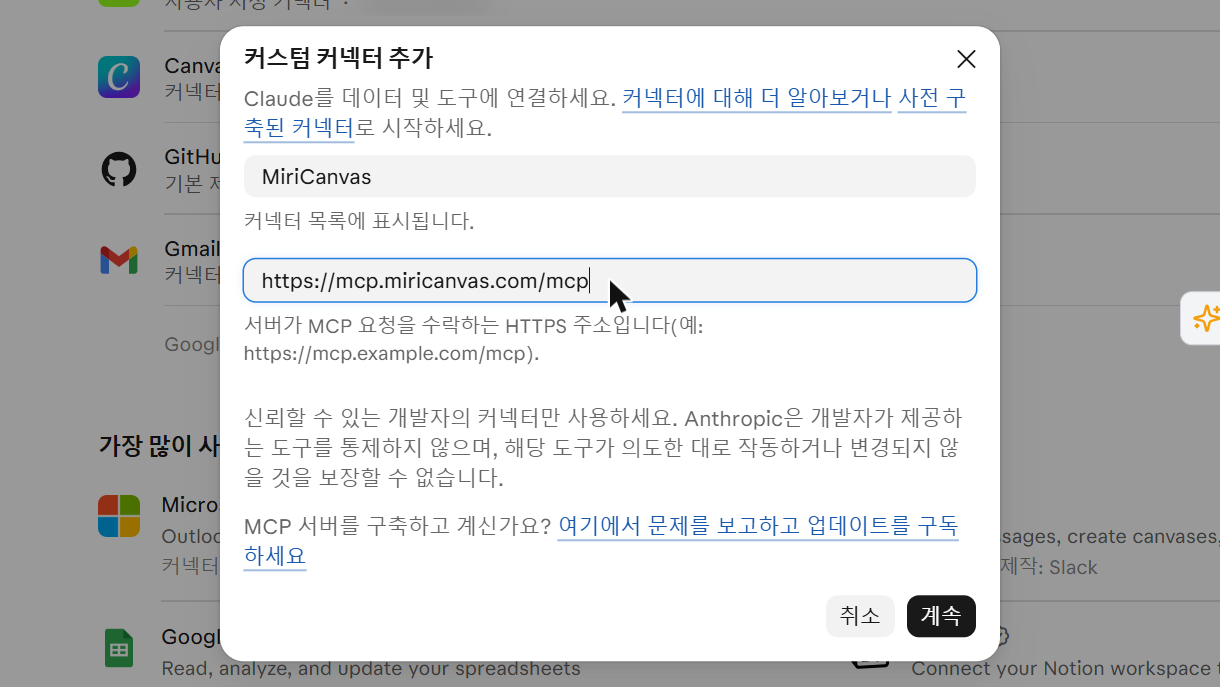 사용자 지정 커넥터
커스텀 커넥터 추가
Claude를 데이터 및 도구에 연결하세요. 커넥터에 대해 더 알아보거나 사전 구
축된 커넥터로 시작하세요.
MiriCanvas
커넥터 목록에 표시됩니다.
https://mcp.miricanvas.com/mcp
서버가 MCP 요청을 수락하는 HTTPS 주소입니다(예:
https://mcp.example.com/mcp).
신뢰할 수 있는 개발자의 커넥터만 사용하세요. Anthropic은 개발자가 제공하
는 도구를 통제하지 않으며, 해당 도구가 의도한 대로 작동하거나 변경되지 않
을 것을 보장할 수 없습니다.
MCP 서버를 구축하고 계신가요? 여기에서 문제를 보고하고 업데이트를 구독
하세요
취소 계속
Canva
커넥터
GitHu
기본 제
Gmail
커넥터
Googl
가장 많이 사
Micros
Outloo
커넥터
sages, create canvases,
제작: Slack
Googl
Read, analyze, and update your spreadsheets
Connect your Notion workspace t